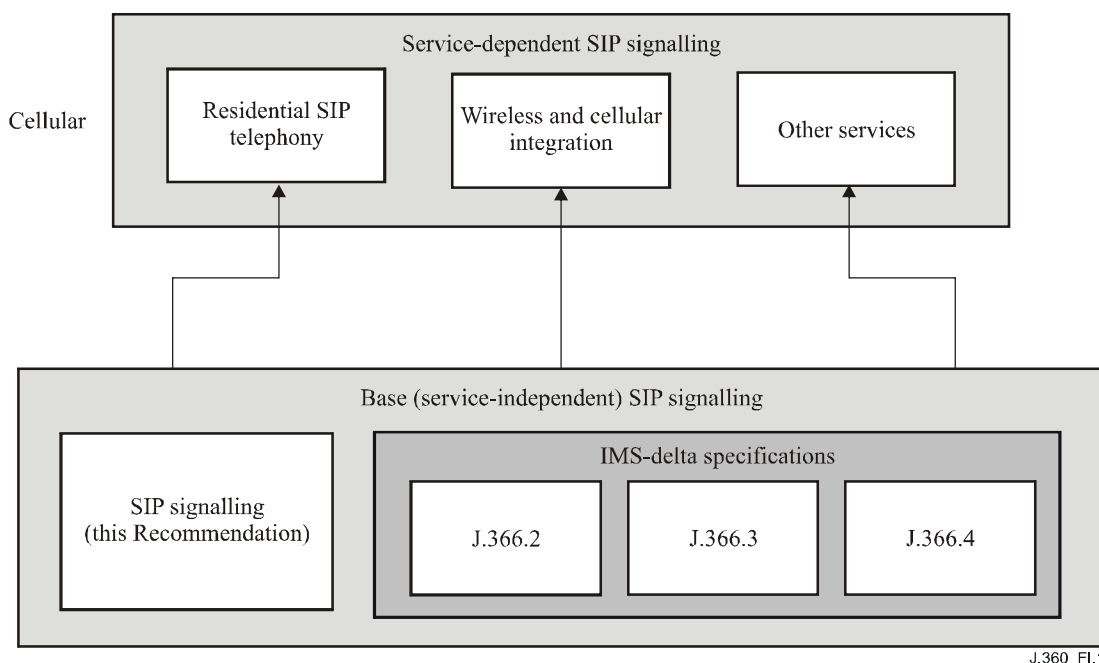 Service-dependent SIP signalling
Cellular
Residential SIP
telephony
Wireless and cellular
integration
Other services
Base (service-independent) SIP signalling
SIP signalling
(this Recommendation)
IMS-delta specifications
J.366.2
J.366.3
J.366.4